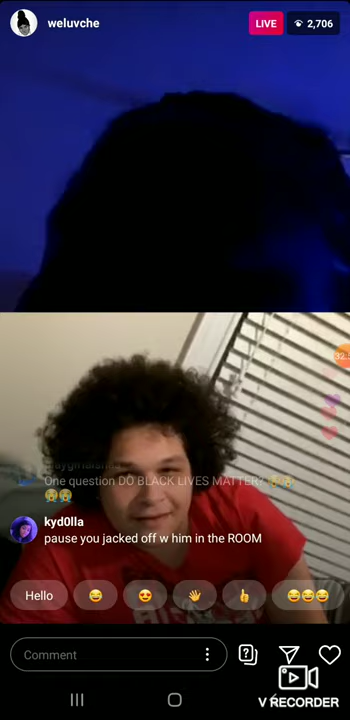 weluvche
LIVE
2,706
32:
One question DO BLACK LIVES MATTER?
kyd0lla
pause you jacked off w him in the ROOM
Hello
Comment
V RECORDER